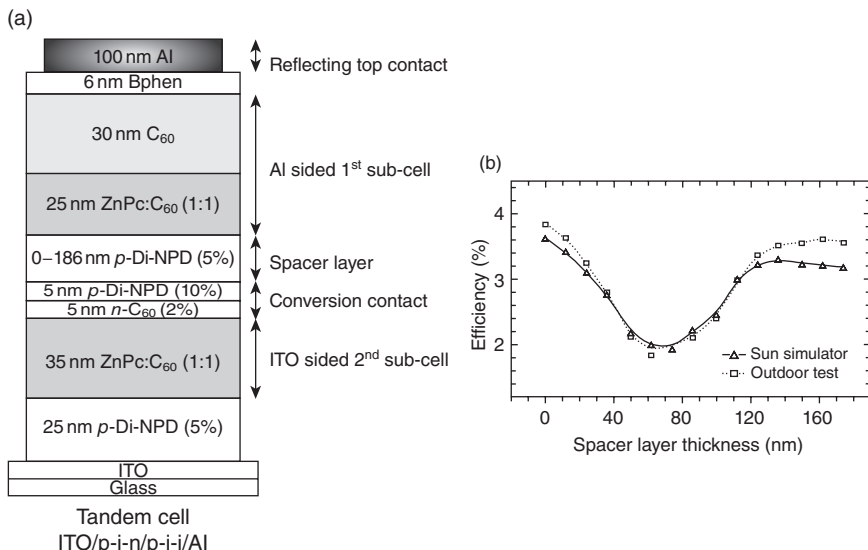 (a)
100 nm Al
Reflecting top contact
6 nm Bphen
30 nm C60
Al sided 1st sub-cell
25 nm ZnPc:C60 (1:1)
0–186 nm p-Di-NPD (5%)
Spacer layer
5 nm p-Di-NPD (10%)
Conversion contact
5 nm n-C60 (2%)
35 nm ZnPc:C60 (1:1)
ITO sided 2nd sub-cell
25 nm p-Di-NPD (5%)
ITO
Glass
Tandem cell
ITO/p-i-n/p-i-i/Al
(b)
4
3
2
Efficiency (%)
Sun simulator
Outdoor test
0 40 80 120 160
Spacer layer thickness (nm)